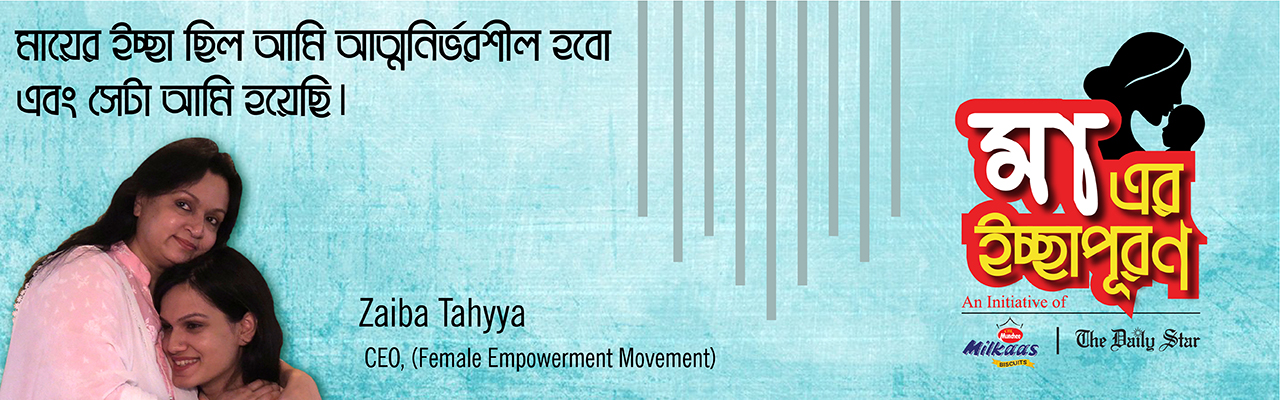 মায়ের ইচ্ছা ছিল আমি আত্মনির্ভরশীল হবো
এবং সেটা আমি হয়েছি।
Zaiba Tahyya
CEO, (Female Empowerment Movement)
মা এর
ইচ্ছাপূরণ
An Initiative of
Munchee
Milkaas
BISCUITS
The Daily Star